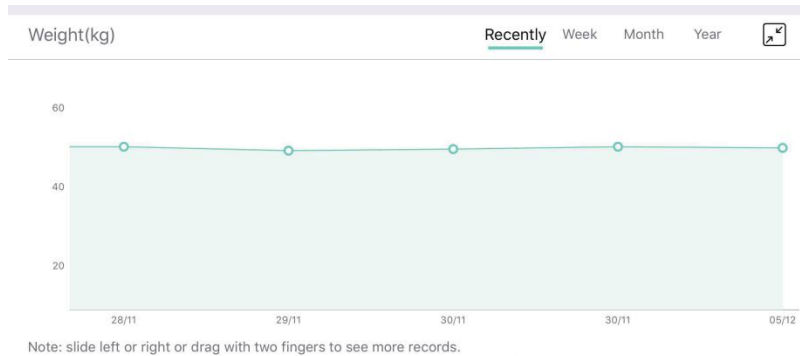 Weight(kg) Recently Week Month Year
60
40
20
28/11 29/11 30/11 30/11 05/12
Note: slide left or right or drag with two fingers to see more records.